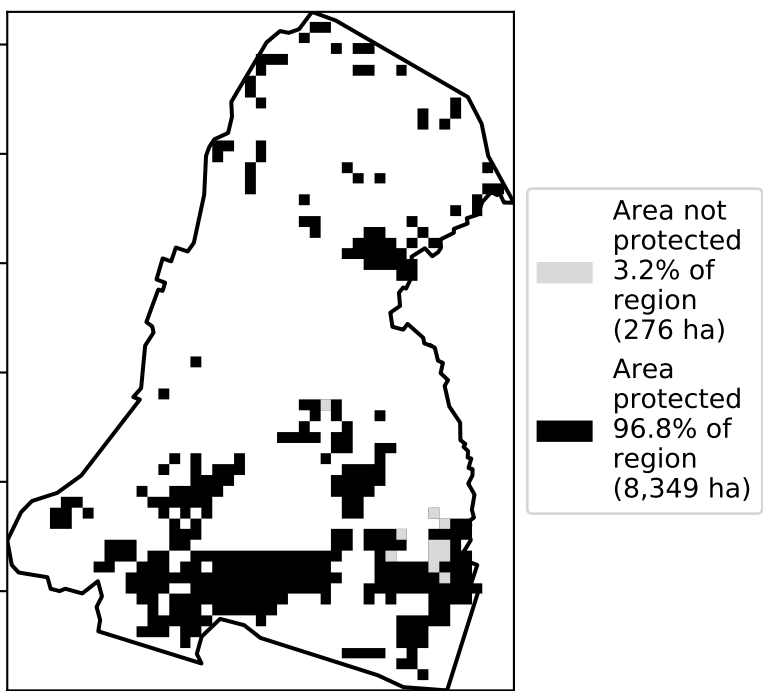 Area not
protected
3.2% of
region
(276 ha)
Area
protected
96.8% of
region
(8,349 ha)